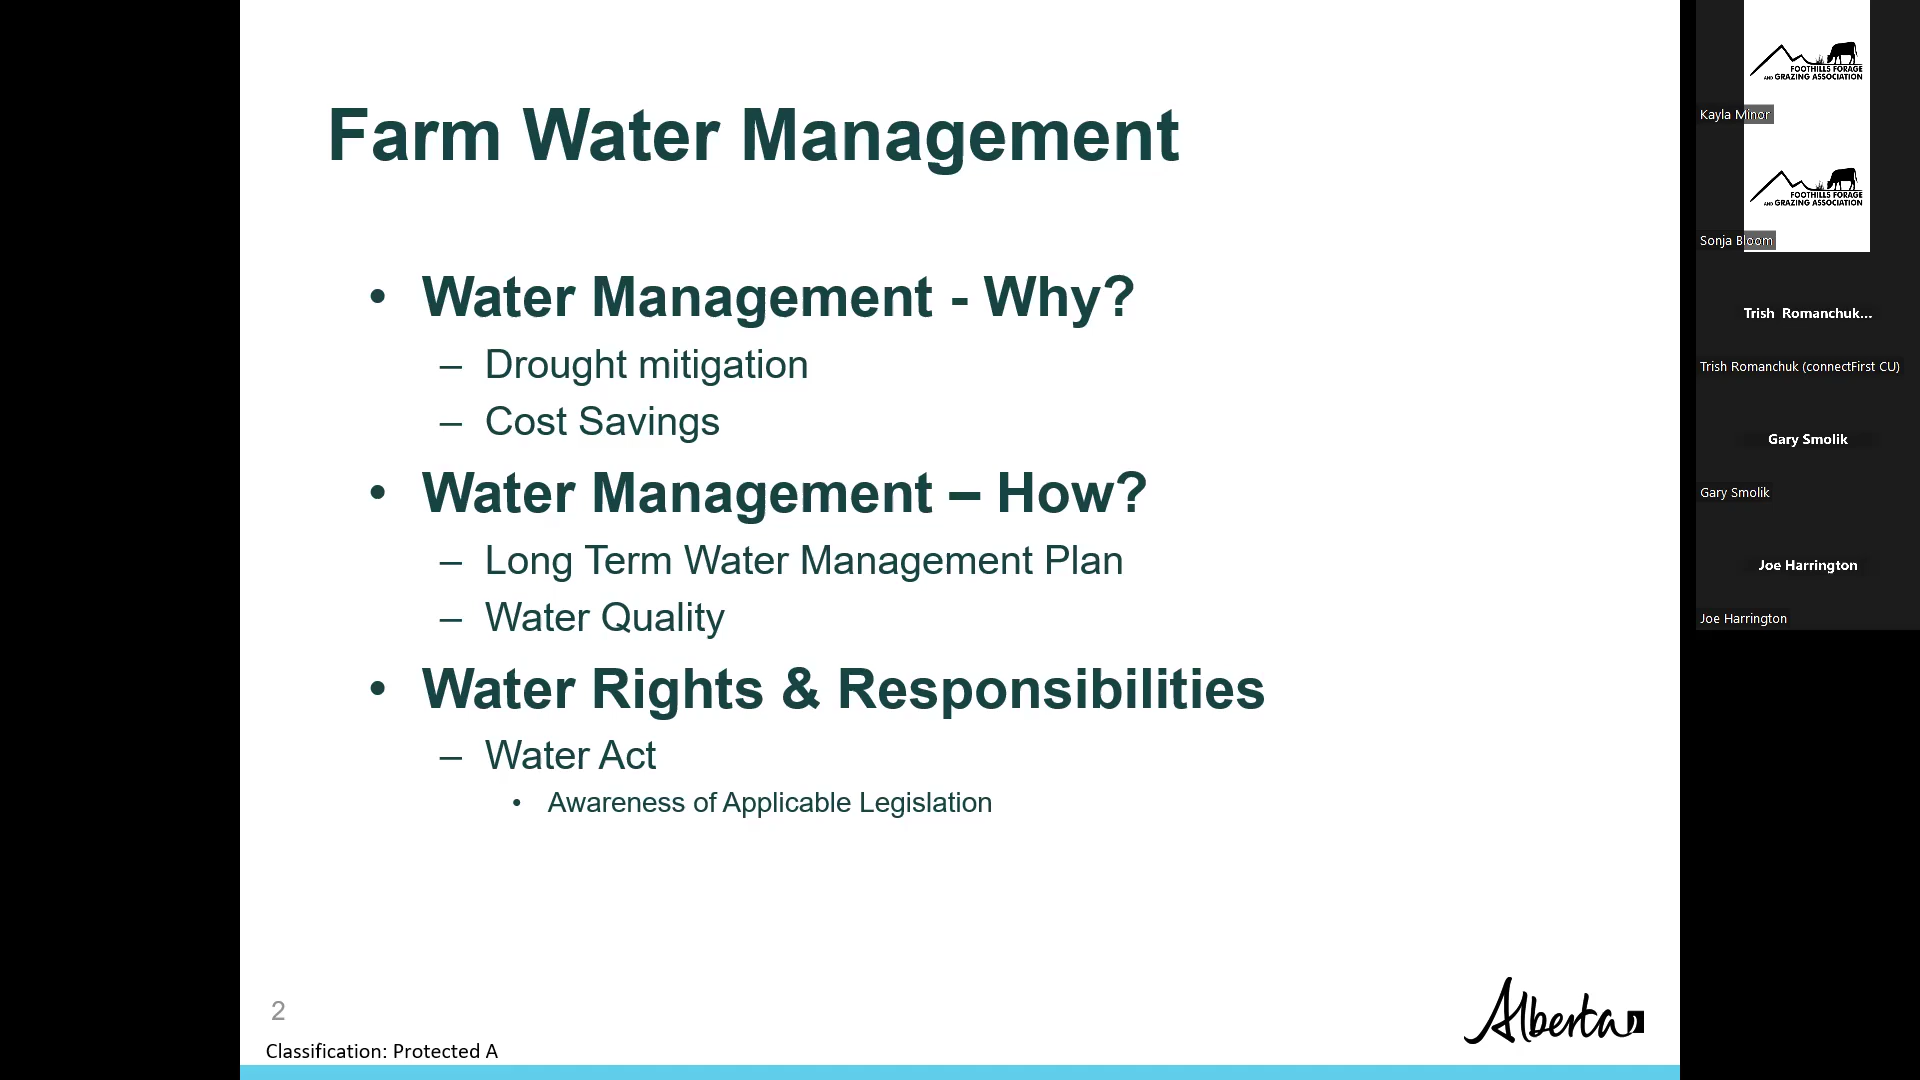 Farm Water Management
• Water Management - Why?
– Drought mitigation
– Cost Savings
• Water Management – How?
– Long Term Water Management Plan
– Water Quality
• Water Rights & Responsibilities
– Water Act
• Awareness of Applicable Legislation
2
Classification: Protected A
Alberta
FOOTHILLS FORAGE
AND GRAZING ASSOCIATION
Kayla Minor
FOOTHILLS FORAGE
AND GRAZING ASSOCIATION
Sonja Bloom
Trish Romanchuk...
Trish Romanchuk (connectFirst CU)
Gary Smolik
Gary Smolik
Joe Harrington
Joe Harrington